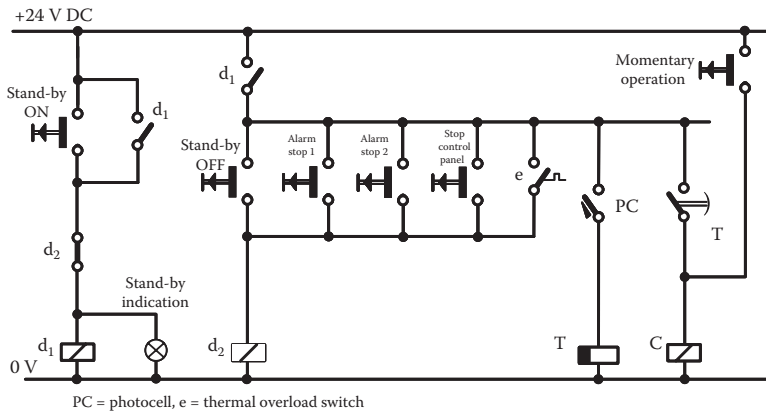 +24 V DC
Stand-by
ON
d1
d1
Stand-by
OFF
Alarm
stop 1
Alarm
stop 2
Stop
control
panel
e
PC
T
Momentary
operation
d2
Stand-by
indication
d1
d2
T
C
0 V
PC = photocell, e = thermal overload switch